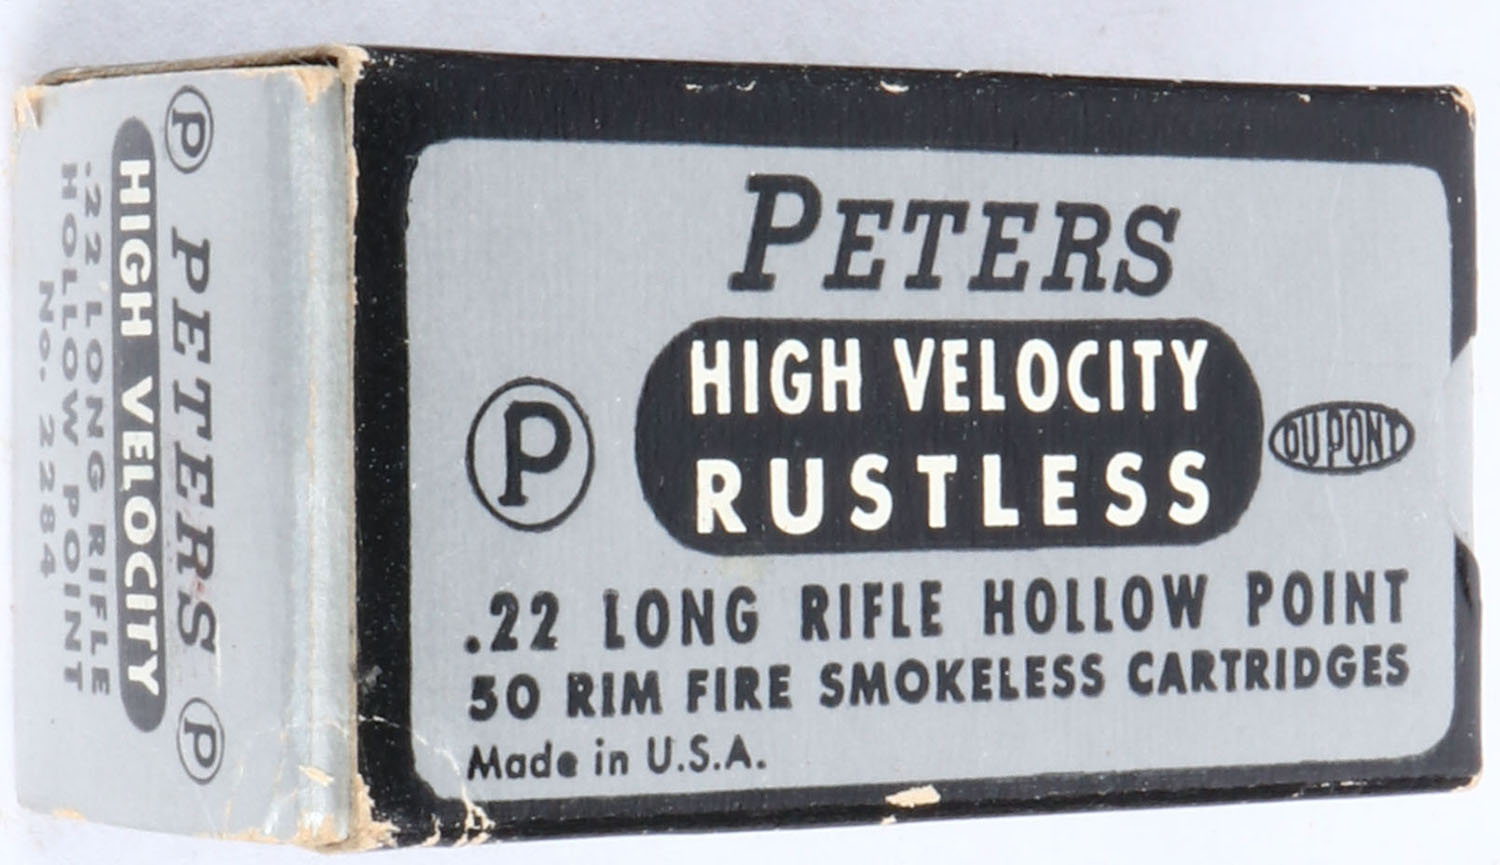 P PETERS P
HIGH VELOCITY
.22 LONG RIFLE
HOLLOW POINT
No. 2284
PETERS
HIGH VELOCITY
RUSTLESS
P
DU PONT
.22 LONG RIFLE HOLLOW POINT
50 RIM FIRE SMOKELESS CARTRIDGES
Made in U.S.A.